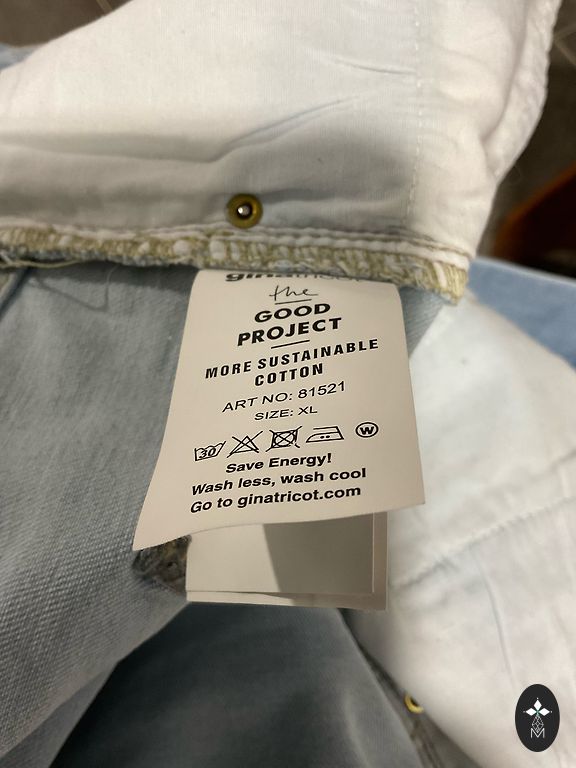 ginatricot
the
GOOD
PROJECT
MORE SUSTAINABLE
COTTON
ART NO: 81521
SIZE: XL
30 W
Save Energy!
Wash less, wash cool
Go to ginatricot.com
M